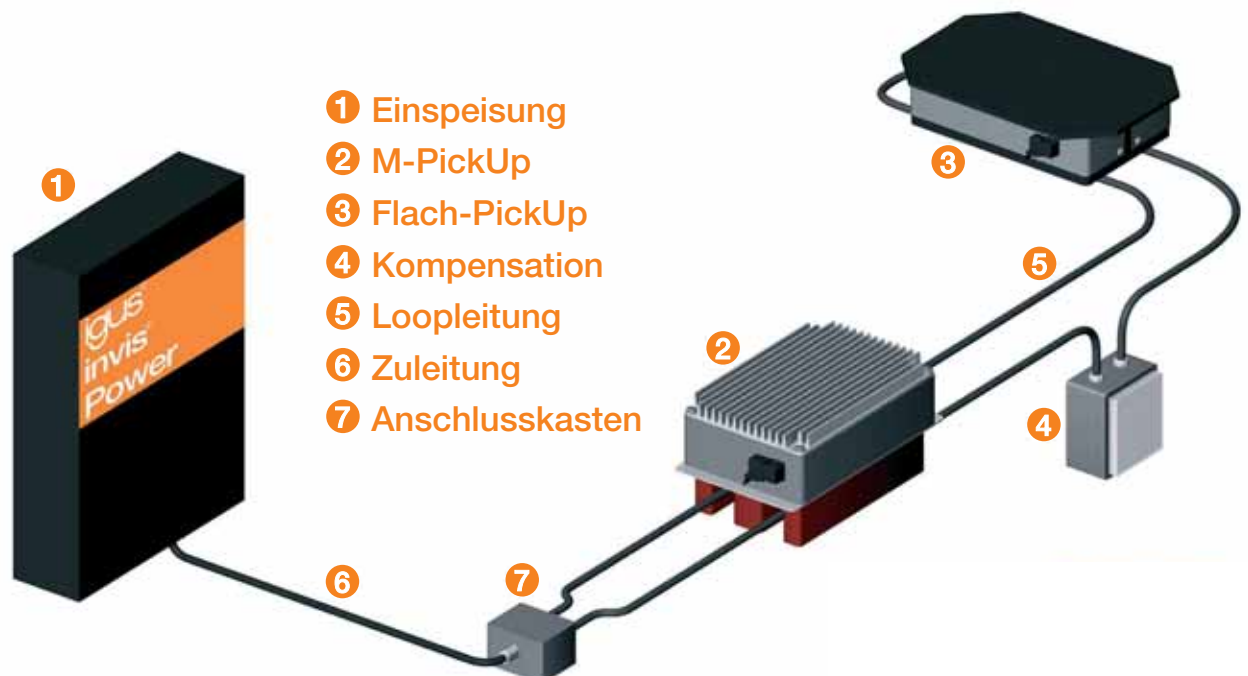 1 Einspeisung
2 M-PickUp
3 Flach-PickUp
4 Kompensation
5 Loopleitung
6 Zuleitung
7 Anschlusskasten
1
igus
invis®
Power
2
3
4
5
6
7